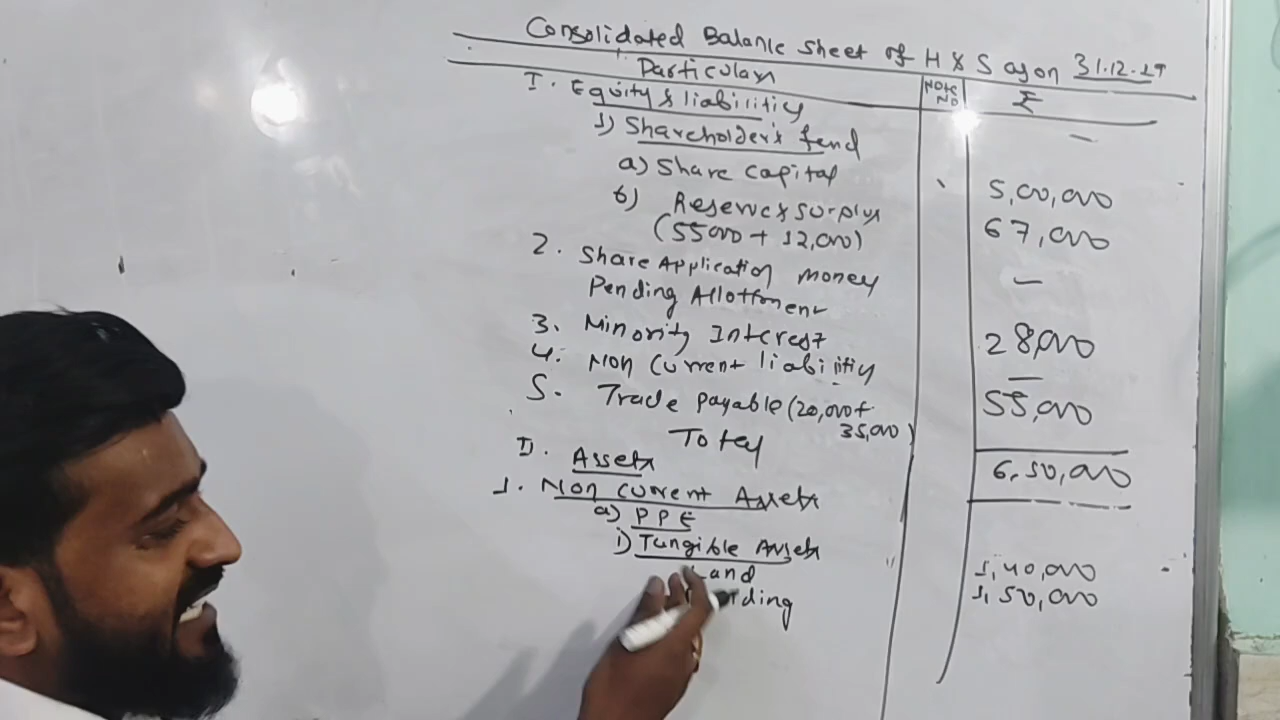 Consolidated Balance Sheet of H & S as on 31.12.
Particulars Note No ₹
I. Equity & liabilities
1) Shareholder's fund —
a) Share capital 5,00,000
b) Reserve & surplus 67,000
(55000 + 12,000)
2. Share Application money
Pending Allotment —
3. Minority Interest 28,000
4. Non current liabilities —
5. Trade payable (20,000+ 55,000
35,000)
Total 6,50,000
II. Assets
1. Non current Assets
a) PPE
i) Tangible Assets
Land 1,40,000
1,50,000